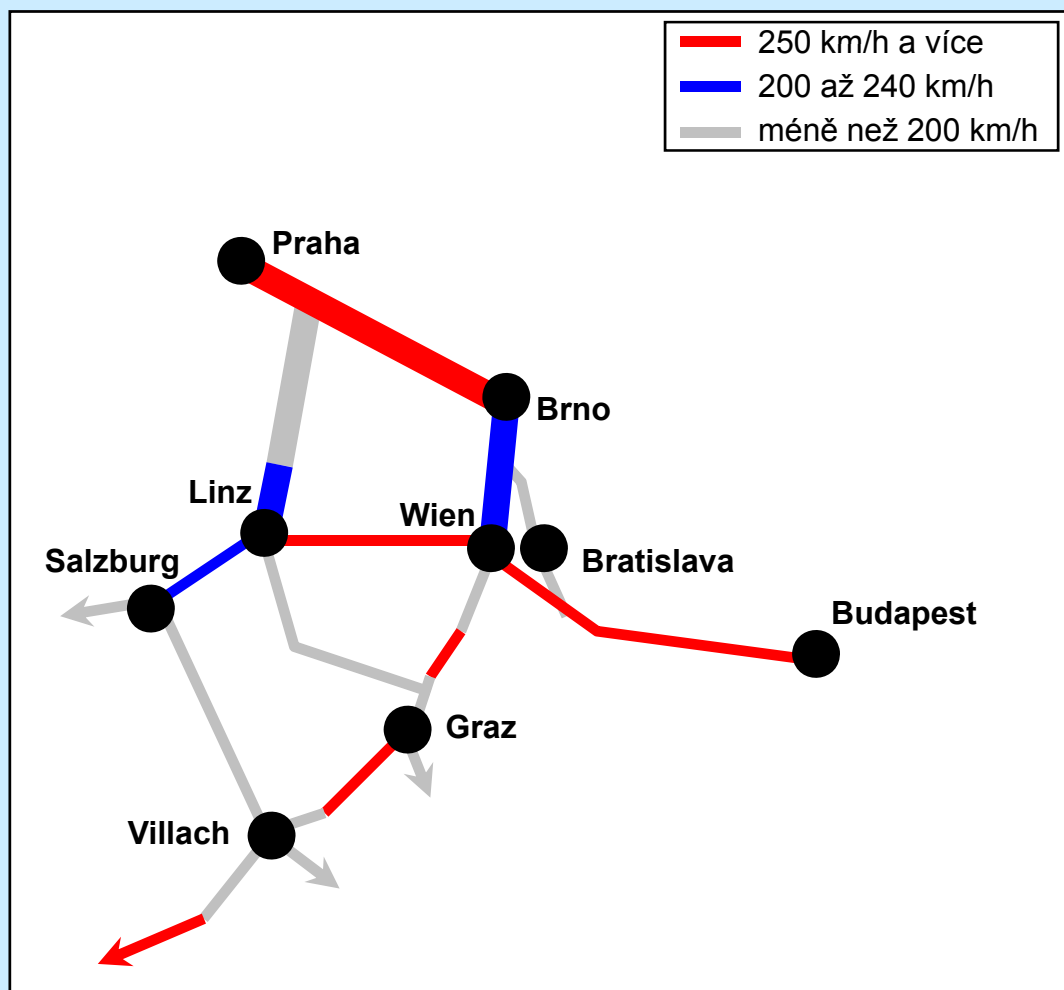 250 km/h a více
200 až 240 km/h
méně než 200 km/h
Praha
Brno
Linz
Wien
Salzburg
Bratislava
Budapest
Graz
Villach